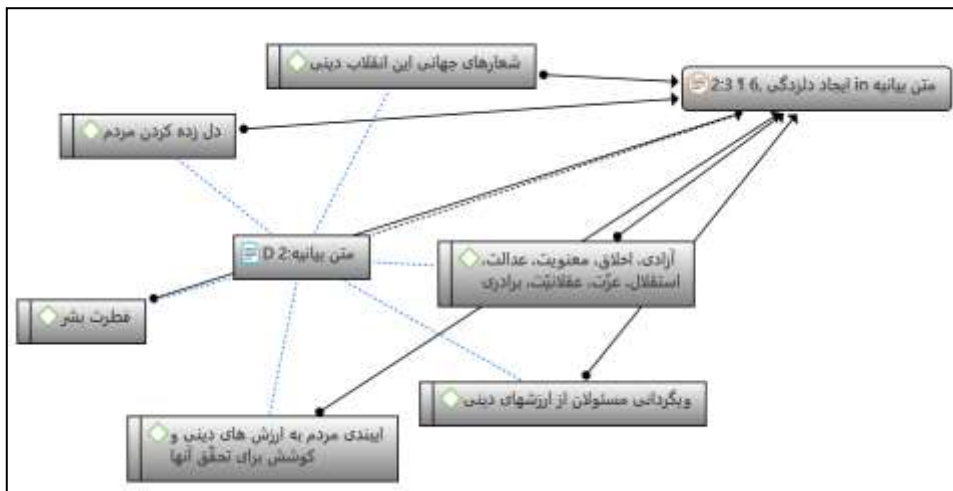 شعارهای جهانی این انقلاب دینی
2:3 ¶ 6, ایجاد دلزدگی in متن بیانیه
دل زده کردن مردم
D 2: متن بیانیه
آزادی، اخلاق، معنویت، عدالت،
استقلال، عزّت، عقلانیّت، برادری
فطرت بشر
ویگردانی مسئولان از ارزشهای دینی
ایبندی مردم به ارزش های دینی و
کوشش برای تحقّق آنها